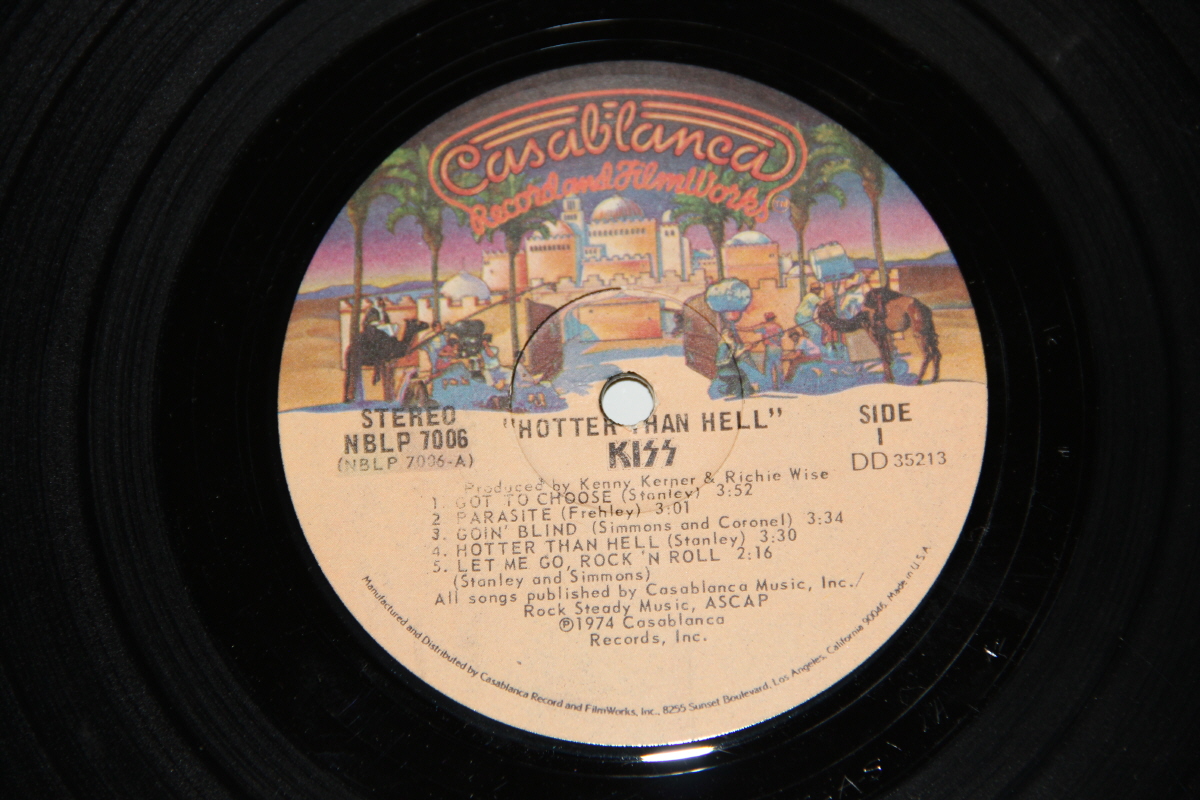 Casablanca
Record and FilmWorks
STEREO
NBLP 7006
(NBLP 7006-A)
"HOTTER THAN HELL"
KISS
SIDE
1
DD 35213
Produced by Kenny Kerner & Richie Wise
1. GOT TO CHOOSE (Stanley) 3:52
2 PARASITE (Frehley) 3:01
3. GOIN' BLIND (Simmons and Coronel) 3:34
4. HOTTER THAN HELL (Stanley) 3:30
5. LET ME GO, ROCK 'N ROLL 2:16
(Stanley and Simmons)
All songs published by Casablanca Music, Inc./
Rock Steady Music, ASCAP
℗1974 Casablanca
Records, Inc.
Manufactured and Distributed by Casablanca Record and FilmWorks, Inc., 8255 Sunset Boulevard, Los Angeles, California 90046. Made in U.S.A.